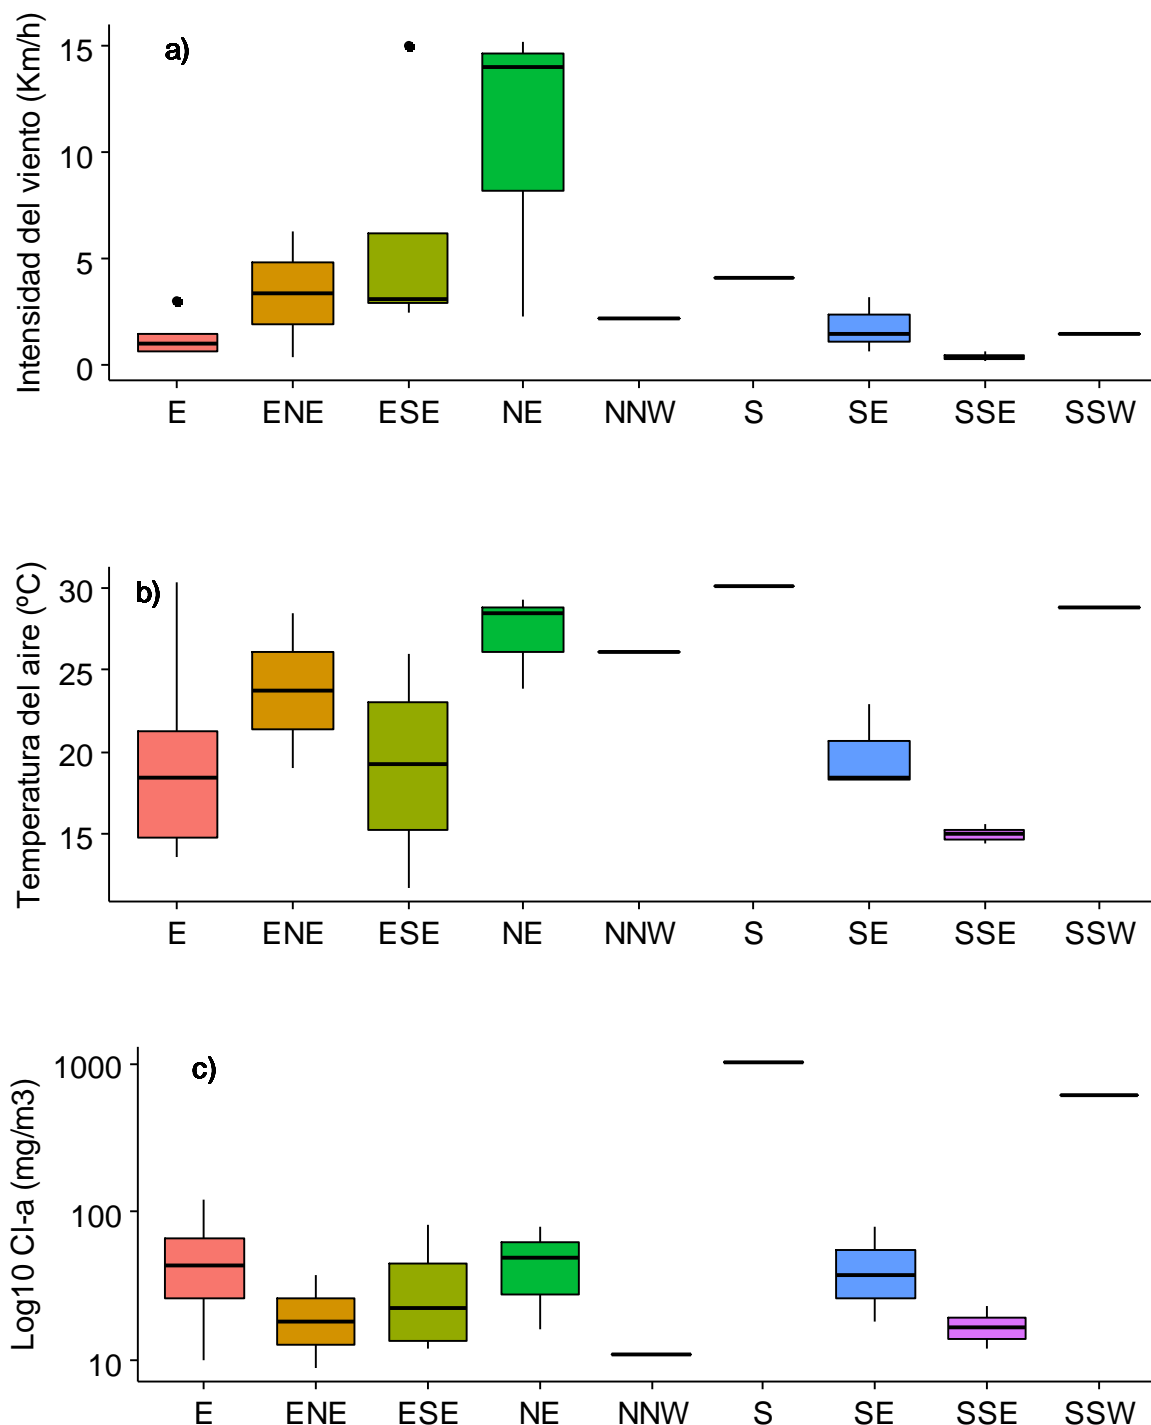 a)
Intensidad del viento (Km/h)
15
10
5
0
E ENE ESE NE NNW S SE SSE SSW
b)
Temperatura del aire (ºC)
30
25
20
15
E ENE ESE NE NNW S SE SSE SSW
c)
Log10 Cl-a (mg/m3)
1000
100
10
E ENE ESE NE NNW S SE SSE SSW